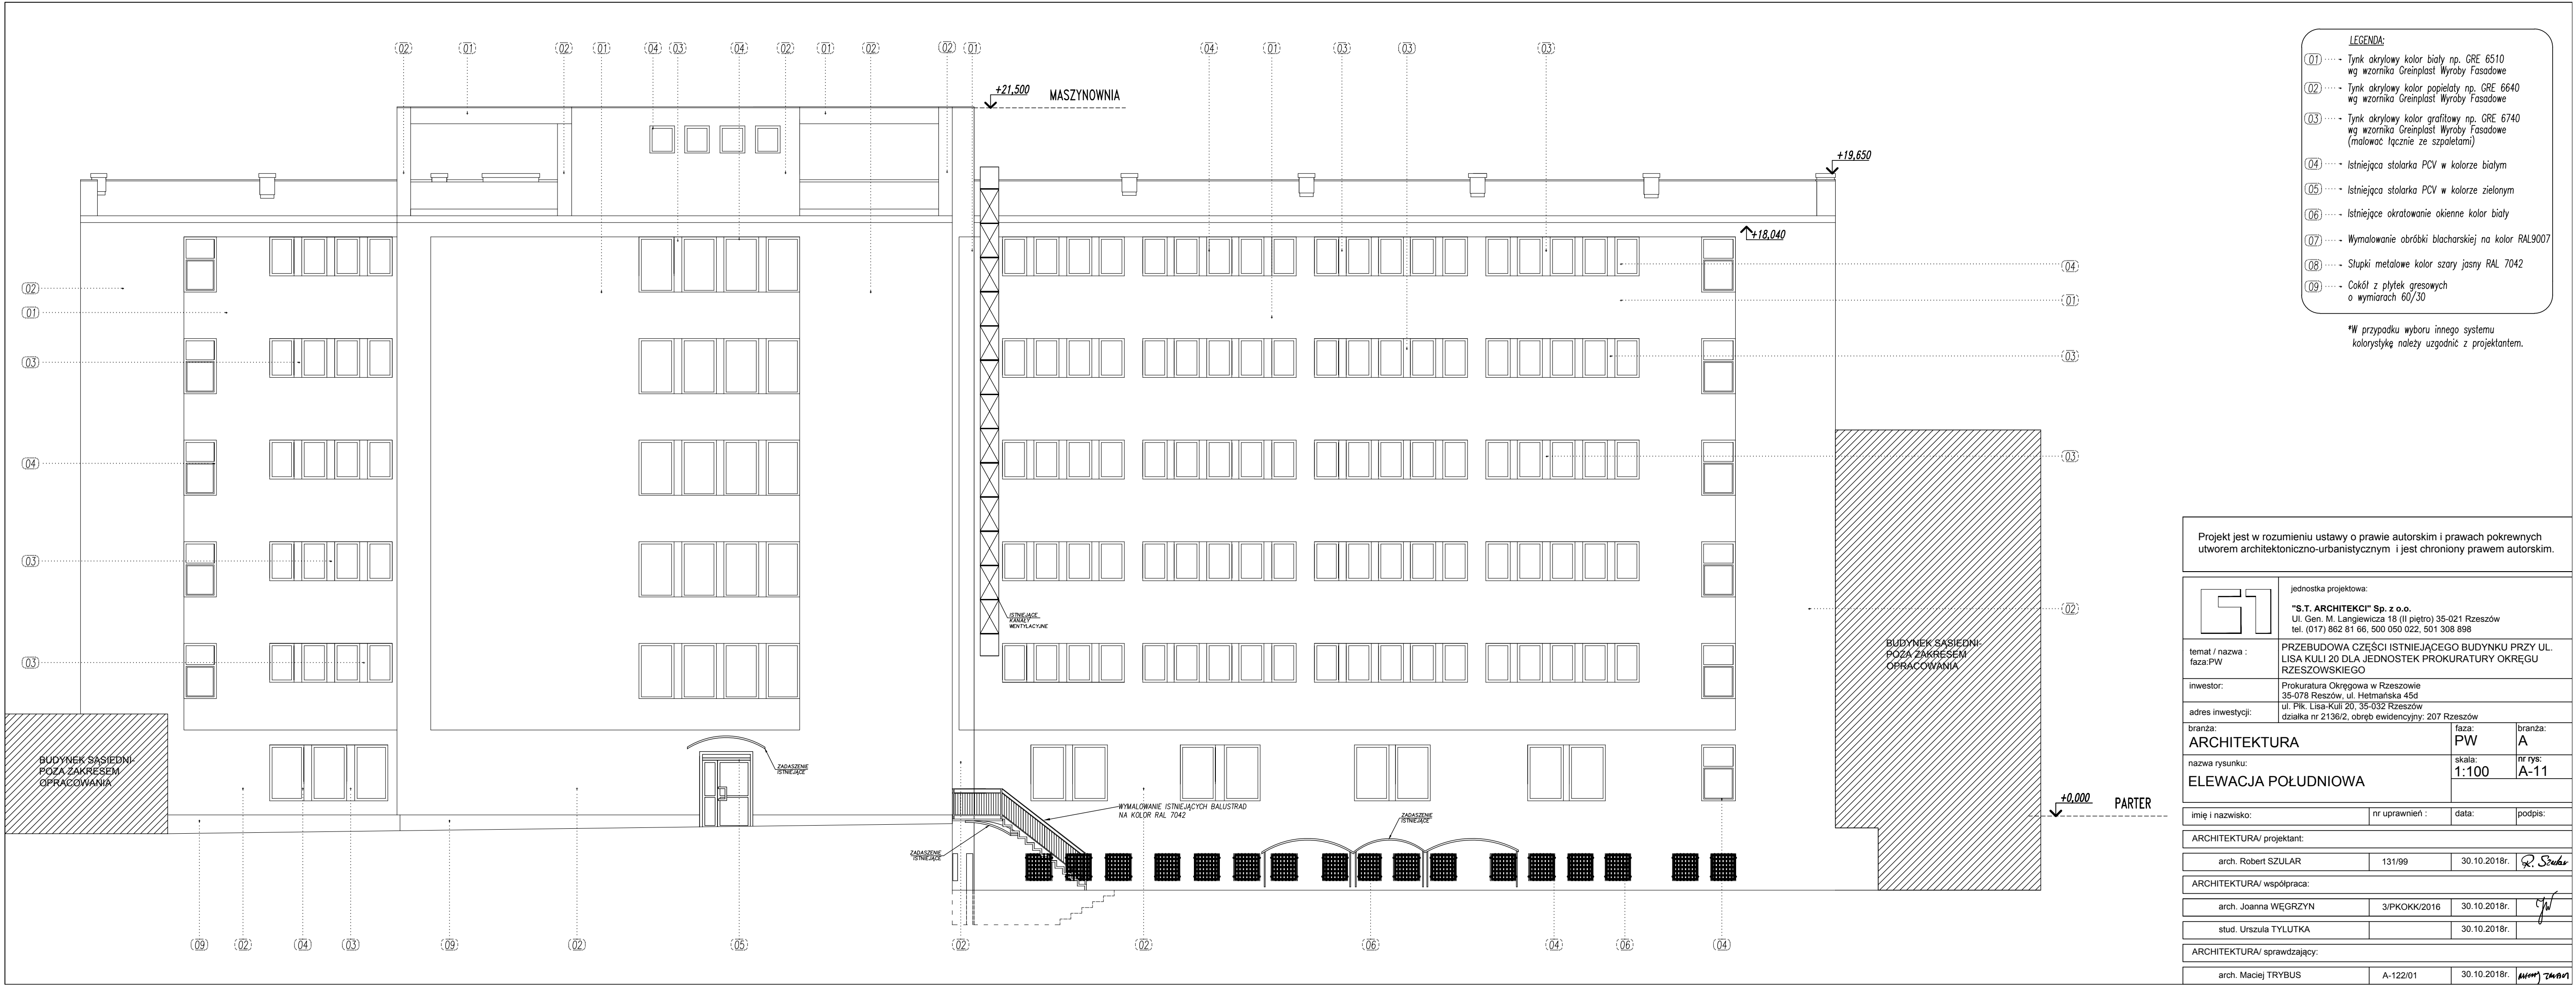 02 01 02 01 04 03 04 02 01 02 02 01 04 01 03 03 03
LEGENDA:
01 Tynk akrylowy kolor biały np. GRE 6510
wg wzornika Greinplast Wyroby Fasadowe
02 Tynk akrylowy kolor popielaty np. GRE 6640
wg wzornika Greinplast Wyroby Fasadowe
03 Tynk akrylowy kolor grafitowy np. GRE 6740
wg wzornika Greinplast Wyroby Fasadowe
(malować łącznie ze szpaletami)
04 Istniejąca stolarka PCV w kolorze białym
05 Istniejąca stolarka PCV w kolorze zielonym
06 Istniejące okratowanie okienne kolor biały
07 Wymalowanie obróbki blacharskiej na kolor RAL9007
08 Słupki metalowe kolor szary jasny RAL 7042
09 Cokół z płytek gresowych
o wymiarach 60/30
*W przypadku wyboru innego systemu
kolorystykę należy uzgodnić z projektantem.
+21,500 MASZYNOWNIA
+19,650
+18,040
02
01
03
04
03
03
04
01
03
03
02
ISTNIEJĄCE
KANAŁY
WENTYLACYJNE
BUDYNEK SĄSIEDNI-
POZA ZAKRESEM
OPRACOWANIA
BUDYNEK SĄSIEDNI-
POZA ZAKRESEM
OPRACOWANIA
ZADASZENIE
ISTNIEJĄCE
WYMALOWANIE ISTNIEJĄCYCH BALUSTRAD
NA KOLOR RAL 7042
ZADASZENIE
ISTNIEJĄCE
ZADASZENIE
ISTNIEJĄCE
+0,000 PARTER
09 02 04 03 09 02 05 02 02 06 04 06 04
Projekt jest w rozumieniu ustawy o prawie autorskim i prawach pokrewnych
utworem architektoniczno-urbanistycznym i jest chroniony prawem autorskim.
jednostka projektowa:
"S.T. ARCHITEKCI" Sp. z o.o.
Ul. Gen. M. Langiewicza 18 (II piętro) 35-021 Rzeszów
tel. (017) 862 81 66, 500 050 022, 501 308 898
temat / nazwa :
faza:PW
PRZEBUDOWA CZĘŚCI ISTNIEJĄCEGO BUDYNKU PRZY UL.
LISA KULI 20 DLA JEDNOSTEK PROKURATURY OKRĘGU
RZESZOWSKIEGO
inwestor:
Prokuratura Okręgowa w Rzeszowie
35-078 Reszów, ul. Hetmańska 45d
adres inwestycji:
ul. Płk. Lisa-Kuli 20, 35-032 Rzeszów
działka nr 2136/2, obręb ewidencyjny: 207 Rzeszów
branża: faza: branża:
ARCHITEKTURA PW A
nazwa rysunku: skala: nr rys:
ELEWACJA POŁUDNIOWA 1:100 A-11
imię i nazwisko: nr uprawnień : data: podpis:
ARCHITEKTURA/ projektant:
arch. Robert SZULAR 131/99 30.10.2018r. R. Szular
ARCHITEKTURA/ współpraca:
arch. Joanna WĘGRZYN 3/PKOKK/2016 30.10.2018r.
stud. Urszula TYLUTKA 30.10.2018r.
ARCHITEKTURA/ sprawdzający:
arch. Maciej TRYBUS A-122/01 30.10.2018r.